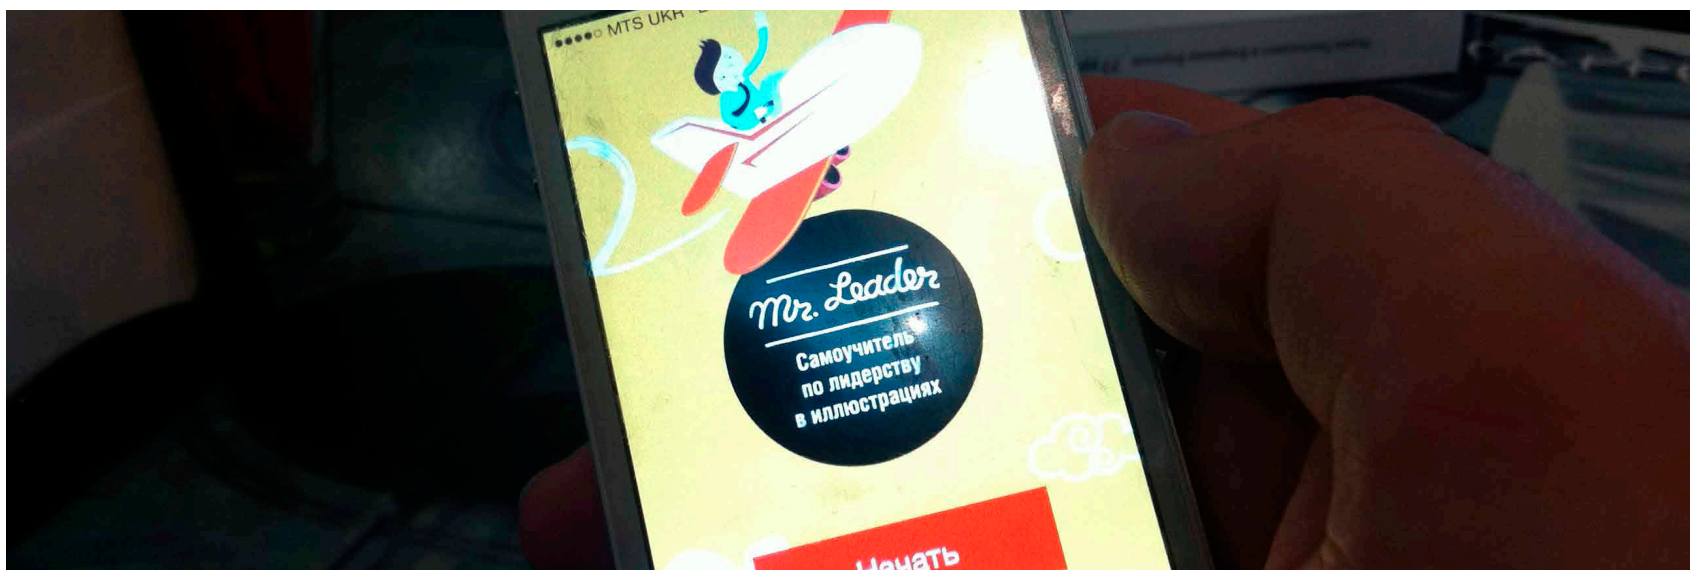 MTS UKR
Mr. Leader
Самоучитель
по лидерству
в иллюстрациях
Начать